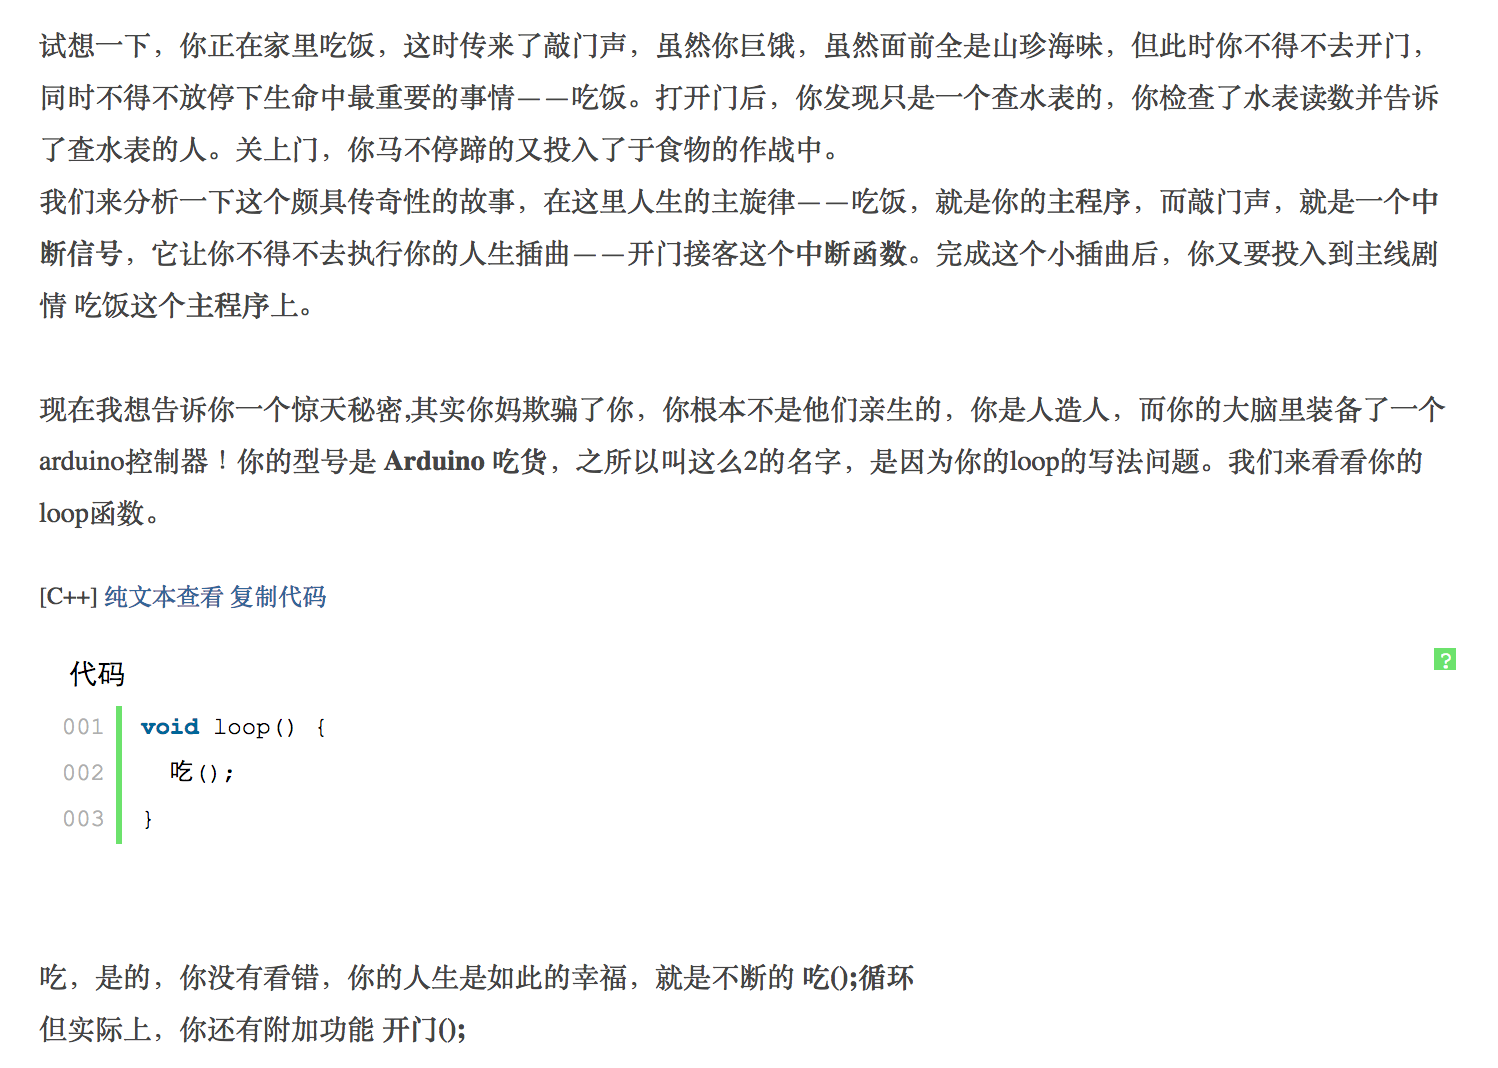 试想一下，你正在家里吃饭，这时传来了敲门声，虽然你巨饿，虽然面前全是山珍海味，但此时你不得不去开门，
同时不得不放停下生命中最重要的事情——吃饭。打开门后，你发现只是一个查水表的，你检查了水表读数并告诉
了查水表的人。关上门，你马不停蹄的又投入了于食物的作战中。
我们来分析一下这个颇具传奇性的故事，在这里人生的主旋律——吃饭，就是你的主程序，而敲门声，就是一个中
断信号，它让你不得不去执行你的人生插曲——开门接客这个中断函数。完成这个小插曲后，你又要投入到主线剧
情 吃饭这个主程序上。
现在我想告诉你一个惊天秘密,其实你妈欺骗了你，你根本不是他们亲生的，你是人造人，而你的大脑里装备了一个
arduino控制器！你的型号是 Arduino 吃货，之所以叫这么2的名字，是因为你的loop的写法问题。我们来看看你的
loop函数。
[C++] 纯文本查看 复制代码
代码
?
001 void loop() {
002   吃();
003 }
吃，是的，你没有看错，你的人生是如此的幸福，就是不断的 吃();循环
但实际上，你还有附加功能 开门();